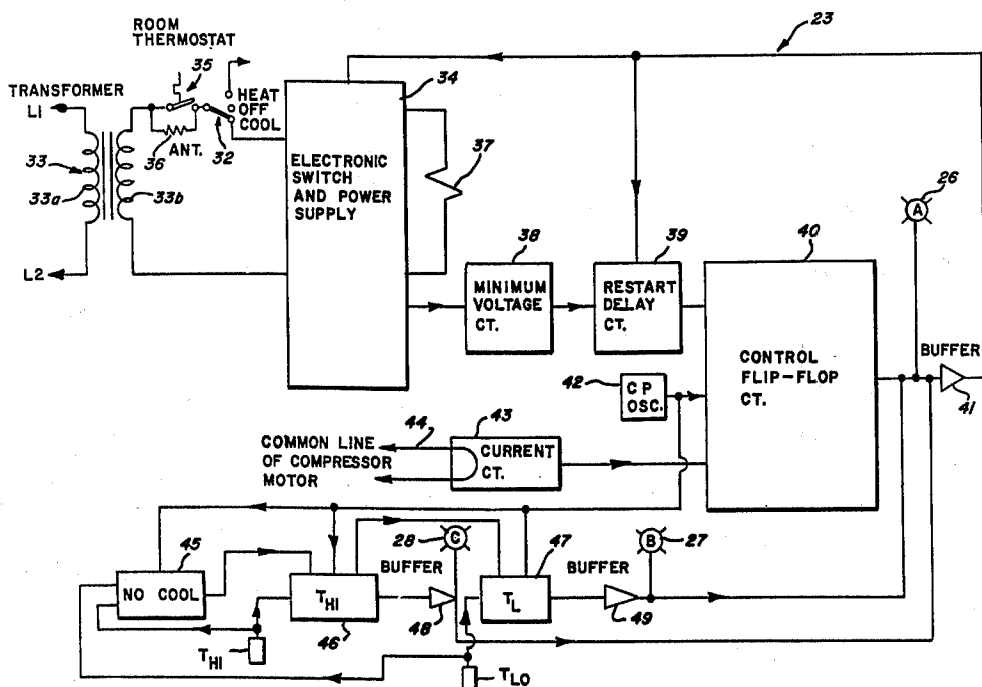 ROOM
THERMOSTAT
23
35
34
TRANSFORMER
L1
HEAT
OFF
COOL
36
ANT.
32
33
33a
33b
ELECTRONIC
SWITCH
AND POWER
SUPPLY
37
26
A
L2
38
39
40
MINIMUM
VOLTAGE
CT.
RESTART
DELAY
CT.
CONTROL
FLIP-FLOP
CT.
BUFFER
41
42
CP
OSC.
44
43
COMMON LINE
OF COMPRESSOR
MOTOR
CURRENT
CT.
45
28
C
47
27
B
NO COOL
THI
46
BUFFER
48
TL
BUFFER
49
THI
TLO